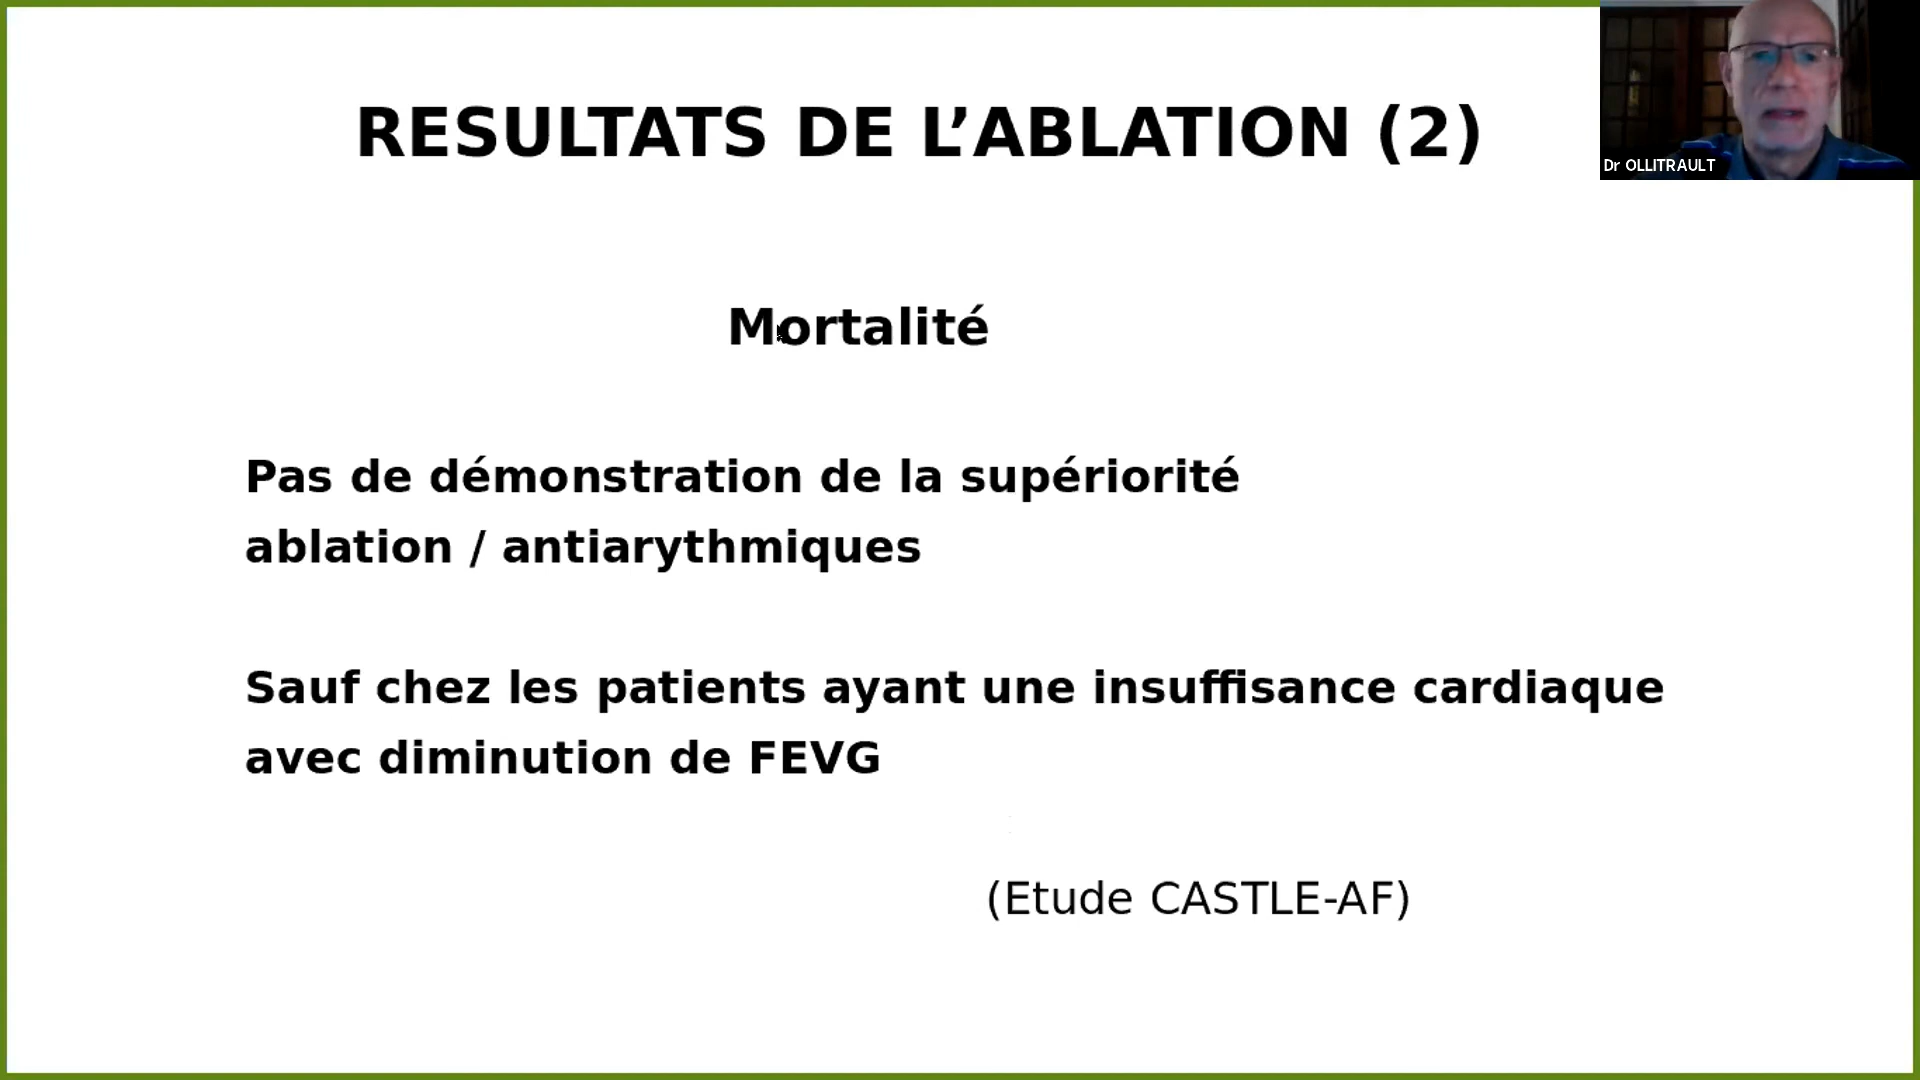 RESULTATS DE L’ABLATION (2)
Dr OLLITRAULT
Mortalité
Pas de démonstration de la supériorité
ablation / antiarythmiques
Sauf chez les patients ayant une insuffisance cardiaque
avec diminution de FEVG
(Etude CASTLE-AF)